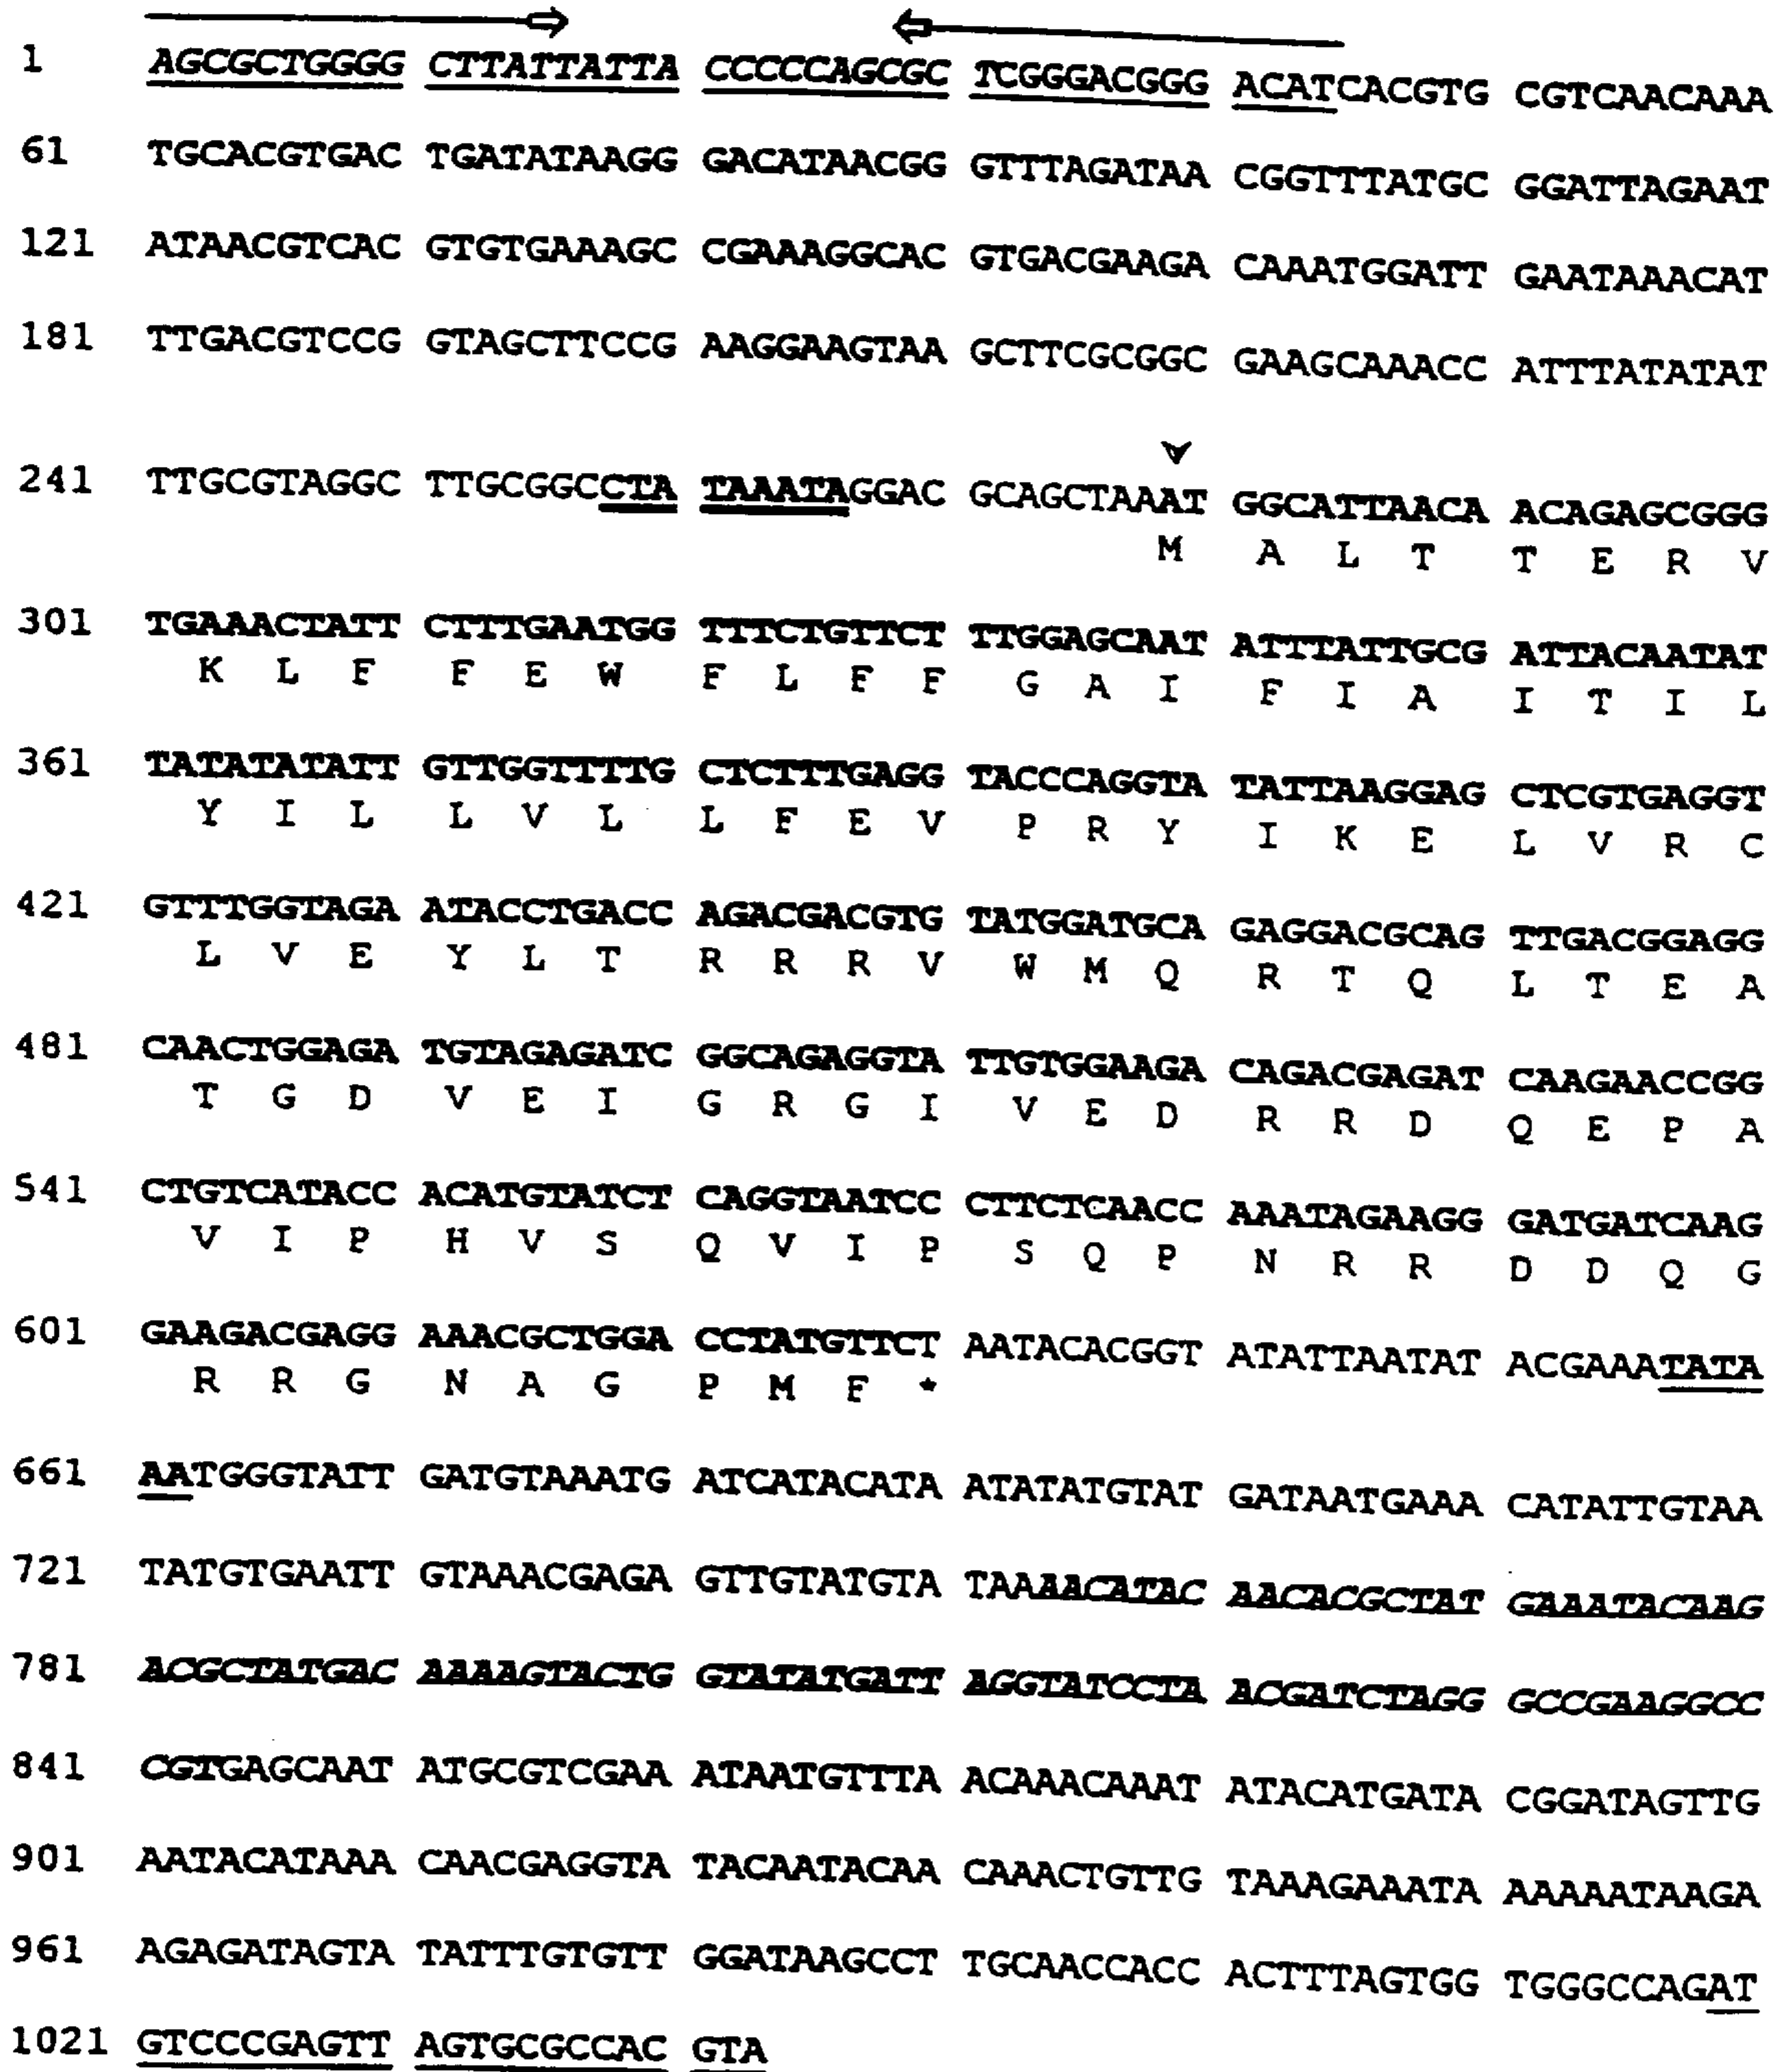 1 AGCGCTGGGG CTTATTATTA CCCCCAGCGC TCGGGACGGG ACATCACGTG CGTCAACAAA
61 TGCACGTGAC TGATATAAGG GACATAACGG GTTTAGATAA CGGTTTATGC GGATTAGAAT
121 ATAACGTCAC GTGTGAAAGC CGAAAGGCAC GTGACGAAGA CAAATGGATT GAATAAACAT
181 TTGACGTCCG GTAGCTTCCG AAGGAAGTAA GCTTCGCGGC GAAGCAAACC ATTTATATAT
241 TTGCGTAGGC TTGCGGCCTA TAAATAGGAC GCAGCTAAAT GGCATTAACA ACAGAGCGGG
M A L T T E R V
301 TGAAACTATT CTTTGAATGG TTTCTGTTCT TTGGAGCAAT ATTTATTGCG ATTACAATAT
K L F F E W F L F F G A I F I A I T I L
361 TATATATATT GTTGGTTTTG CTCTTTGAGG TACCCAGGTA TATTAAGGAG CTCGTGAGGT
Y I L L V L L F E V P R Y I K E L V R C
421 GTTTGGTAGA ATACCTGACC AGACGACGTG TATGGATGCA GAGGACGCAG TTGACGGAGG
L V E Y L T R R R V W M Q R T Q L T E A
481 CAACTGGAGA TGTAGAGATC GGCAGAGGTA TTGTGGAAGA CAGACGAGAT CAAGAACCGG
T G D V E I G R G I V E D R R D Q E P A
541 CTGTCATACC ACATGTATCT CAGGTAATCC CTTCTCAACC AAATAGAAGG GATGATCAAG
V I P H V S Q V I P S Q P N R R D D Q G
601 GAAGACGAGG AAACGCTGGA CCTATGTTCT AATACACGGT ATATTAATAT ACGAAATATA
R R G N A G P M F *
661 AATGGGTATT GATGTAAATG ATCATACATA ATATATGTAT GATAATGAAA CATATTGTAA
721 TATGTGAATT GTAAACGAGA GTTGTATGTA TAAAACATAC AACACGCTAT GAAATACAAG
781 ACGCTATGAC AAAAGTACTG GTATATGATT AGGTATCCTA ACGATCTAGG GCCGAAGGCC
841 CGTGAGCAAT ATGCGTCGAA ATAATGTTTA ACAAACAAAT ATACATGATA CGGATAGTTG
901 AATACATAAA CAACGAGGTA TACAATACAA CAAACTGTTG TAAAGAAATA AAAAATAAGA
961 AGAGATAGTA TATTTGTGTT GGATAAGCCT TGCAACCACC ACTTTAGTGG TGGGCCAGAT
1021 GTCCCGAGTT AGTGCGCCAC GTA